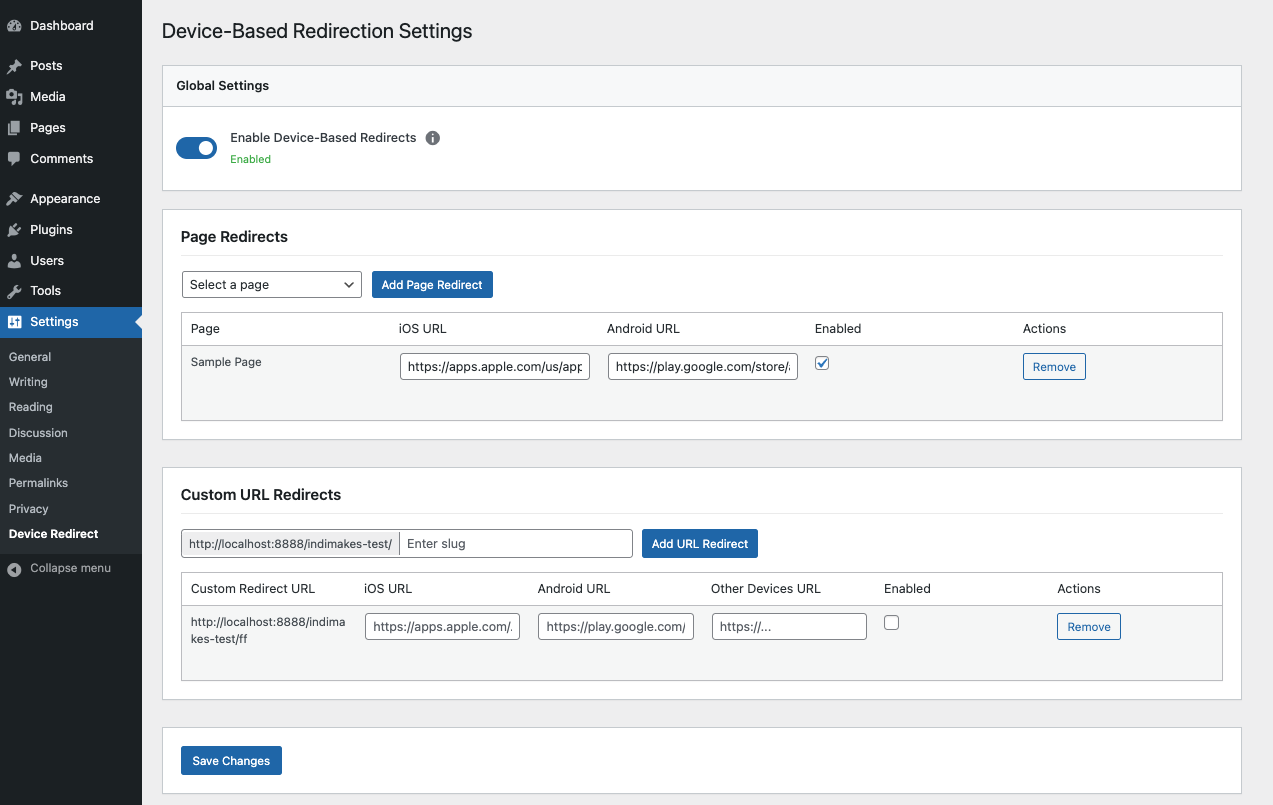 Dashboard
Posts
Media
Pages
Comments
Appearance
Plugins
Users
Tools
Settings
General
Writing
Reading
Discussion
Media
Permalinks
Privacy
Device Redirect
Collapse menu
Device-Based Redirection Settings
Global Settings
Enable Device-Based Redirects
Enabled
Page Redirects
Select a page Add Page Redirect
Page iOS URL Android URL Enabled Actions
Sample Page https://apps.apple.com/us/app https://play.google.com/store/ Remove
Custom URL Redirects
http://localhost:8888/indimakes-test/ Enter slug Add URL Redirect
Custom Redirect URL iOS URL Android URL Other Devices URL Enabled Actions
http://localhost:8888/indima https://apps.apple.com/. https://play.google.com/ https://... Remove
kes-test/ff
Save Changes